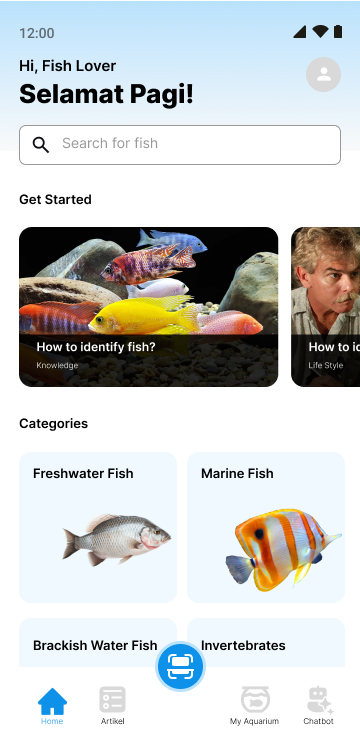 12:00
Hi, Fish Lover
Selamat Pagi!
Search for fish
Get Started
How to identify fish?
Knowledge
How to
Life Style
Categories
Freshwater Fish
Marine Fish
Brackish Water Fish
Invertebrates
Home
Artikel
My Aquarium
Chatbot